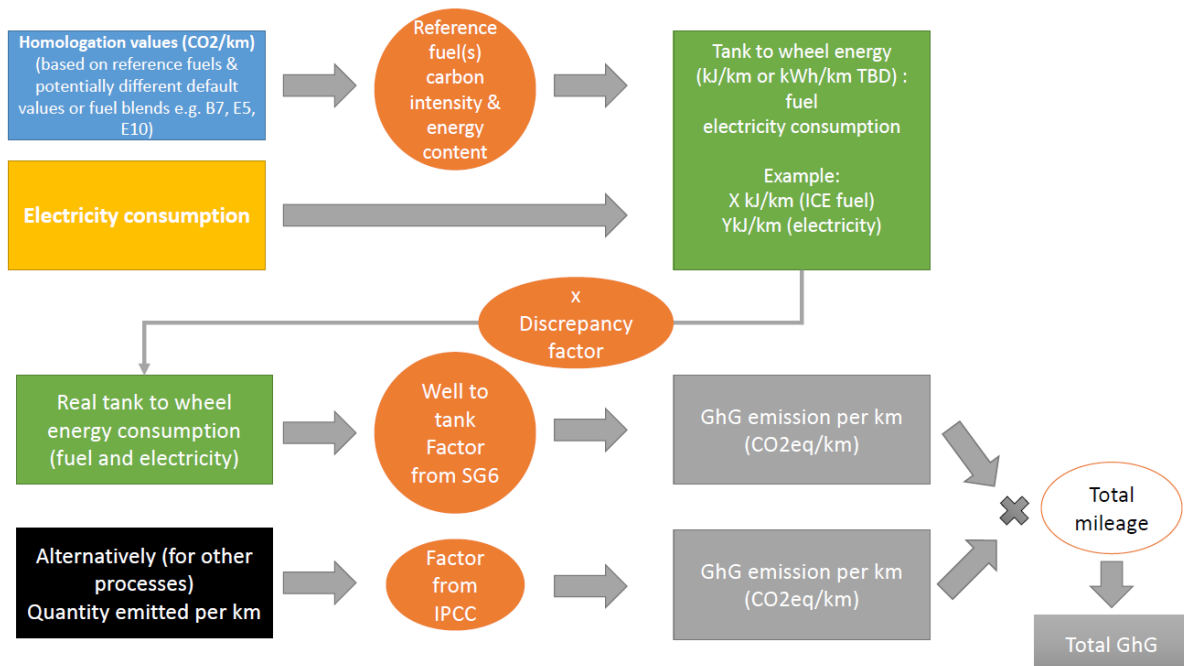 Homologation values (CO2/km)
(based on reference fuels &
potentially different default
values or fuel blends e.g. B7, E5,
E10)
Reference
fuel(s)
carbon
intensity &
energy
content
Tank to wheel energy
(kJ/km or kWh/km TBD) :
fuel
electricity consumption
Example:
X kJ/km (ICE fuel)
YkJ/km (electricity)
Electricity consumption
x
Discrepancy
factor
Real tank to wheel
energy consumption
(fuel and electricity)
Well to
tank
Factor
from SG6
GhG emission per km
(CO2eq/km)
Total
mileage
Alternatively (for other
processes)
Quantity emitted per km
Factor
from
IPCC
GhG emission per km
(CO2eq/km)
Total GhG